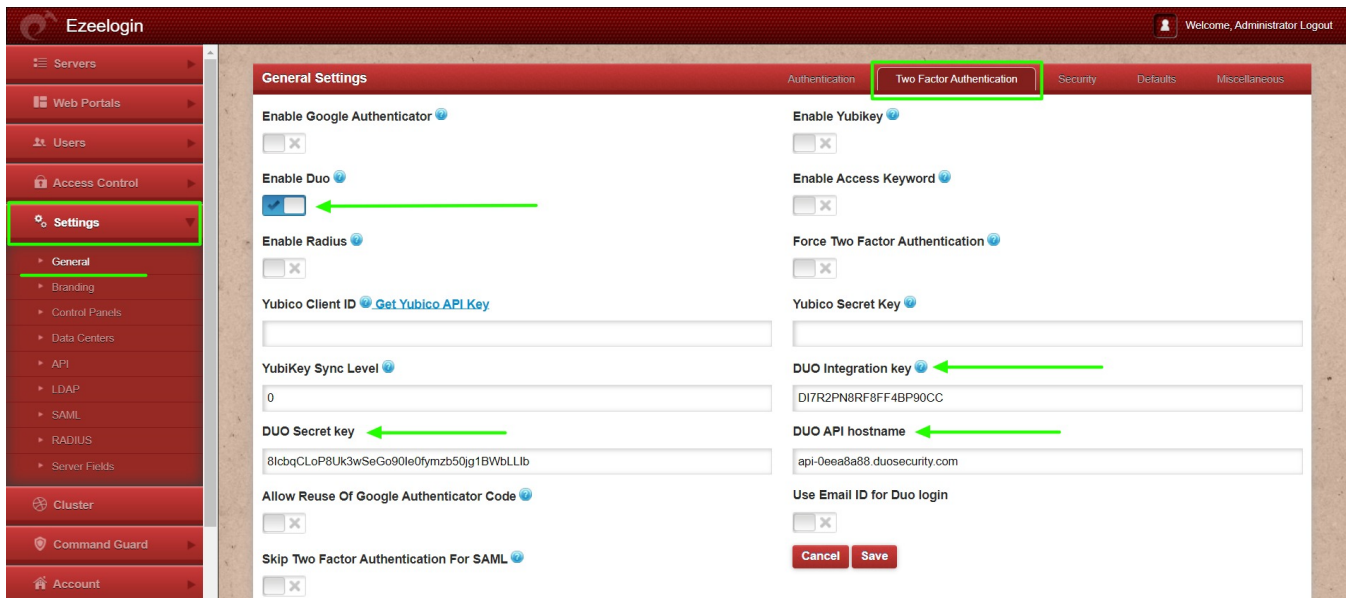 Ezeelogin
Welcome, Administrator Logout
Servers
Web Portals
Users
Access Control
Settings
General
Branding
Control Panels
Data Centers
API
LDAP
SAML
RADIUS
Server Fields
Cluster
Command Guard
Account
General Settings
Authentication
Two Factor Authentication
Security
Defaults
Miscellaneous
Enable Google Authenticator
Enable Yubikey
Enable Duo
Enable Access Keyword
Enable Radius
Force Two Factor Authentication
Yubico Client ID Get Yubico API Key
Yubico Secret Key
YubiKey Sync Level
DUO Integration key
0
DI7R2PN8RF8FF4BP90CC
DUO Secret key
DUO API hostname
8IcbqCLoP8Uk3wSeGo90Ie0fymzb50jg1BWbLLIb
api-0eea8a88.duosecurity.com
Allow Reuse Of Google Authenticator Code
Use Email ID for Duo login
Skip Two Factor Authentication For SAML
Cancel
Save